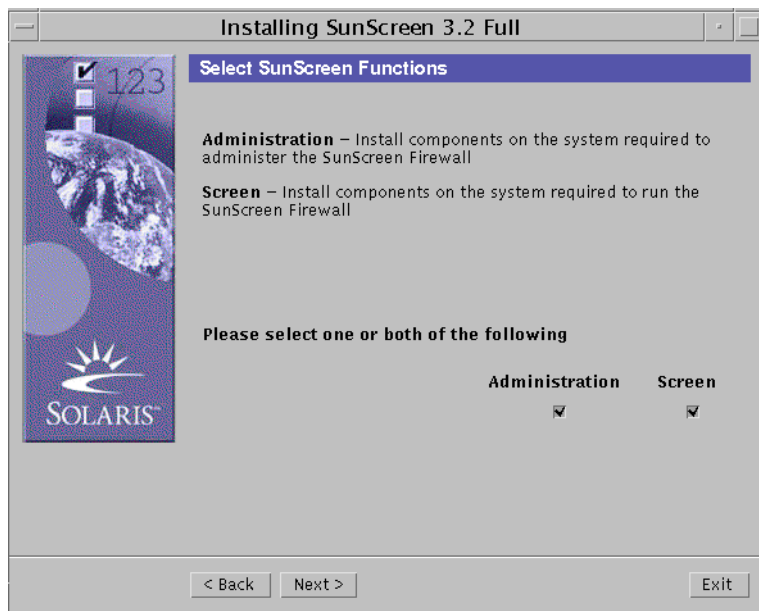 Installing SunScreen 3.2 Full
123
Select SunScreen Functions
Administration – Install components on the system required to
administer the SunScreen Firewall
Screen – Install components on the system required to run the
SunScreen Firewall
Please select one or both of the following
Administration Screen
SOLARIS™
< Back Next > Exit